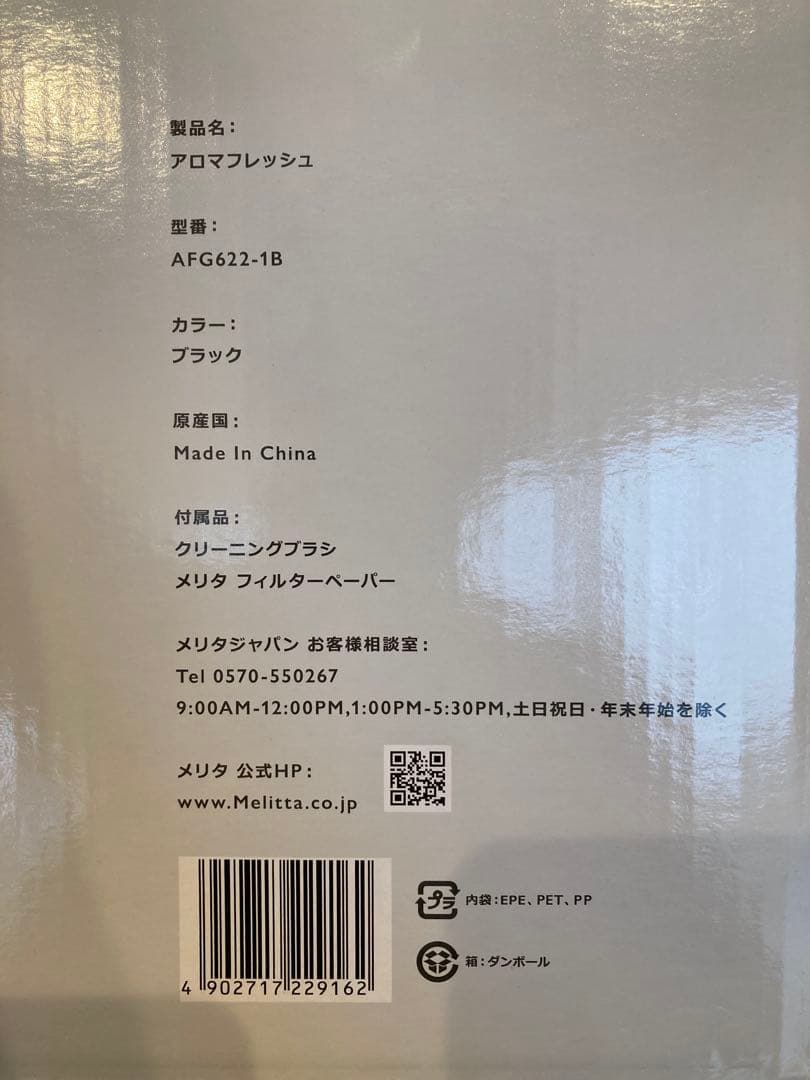 製品名：
アロマフレッシュ
型番：
AFG622-1B
カラー：
ブラック
原産国：
Made In China
付属品：
クリーニングブラシ
メリタ フィルターペーパー
メリタジャパン お客様相談室：
Tel 0570-550267
9:00AM-12:00PM,1:00PM-5:30PM,土日祝日・年末年始を除く
メリタ 公式HP：
www.Melitta.co.jp
プラ 内袋：EPE、PET、PP
箱：ダンボール
4 902717 229162